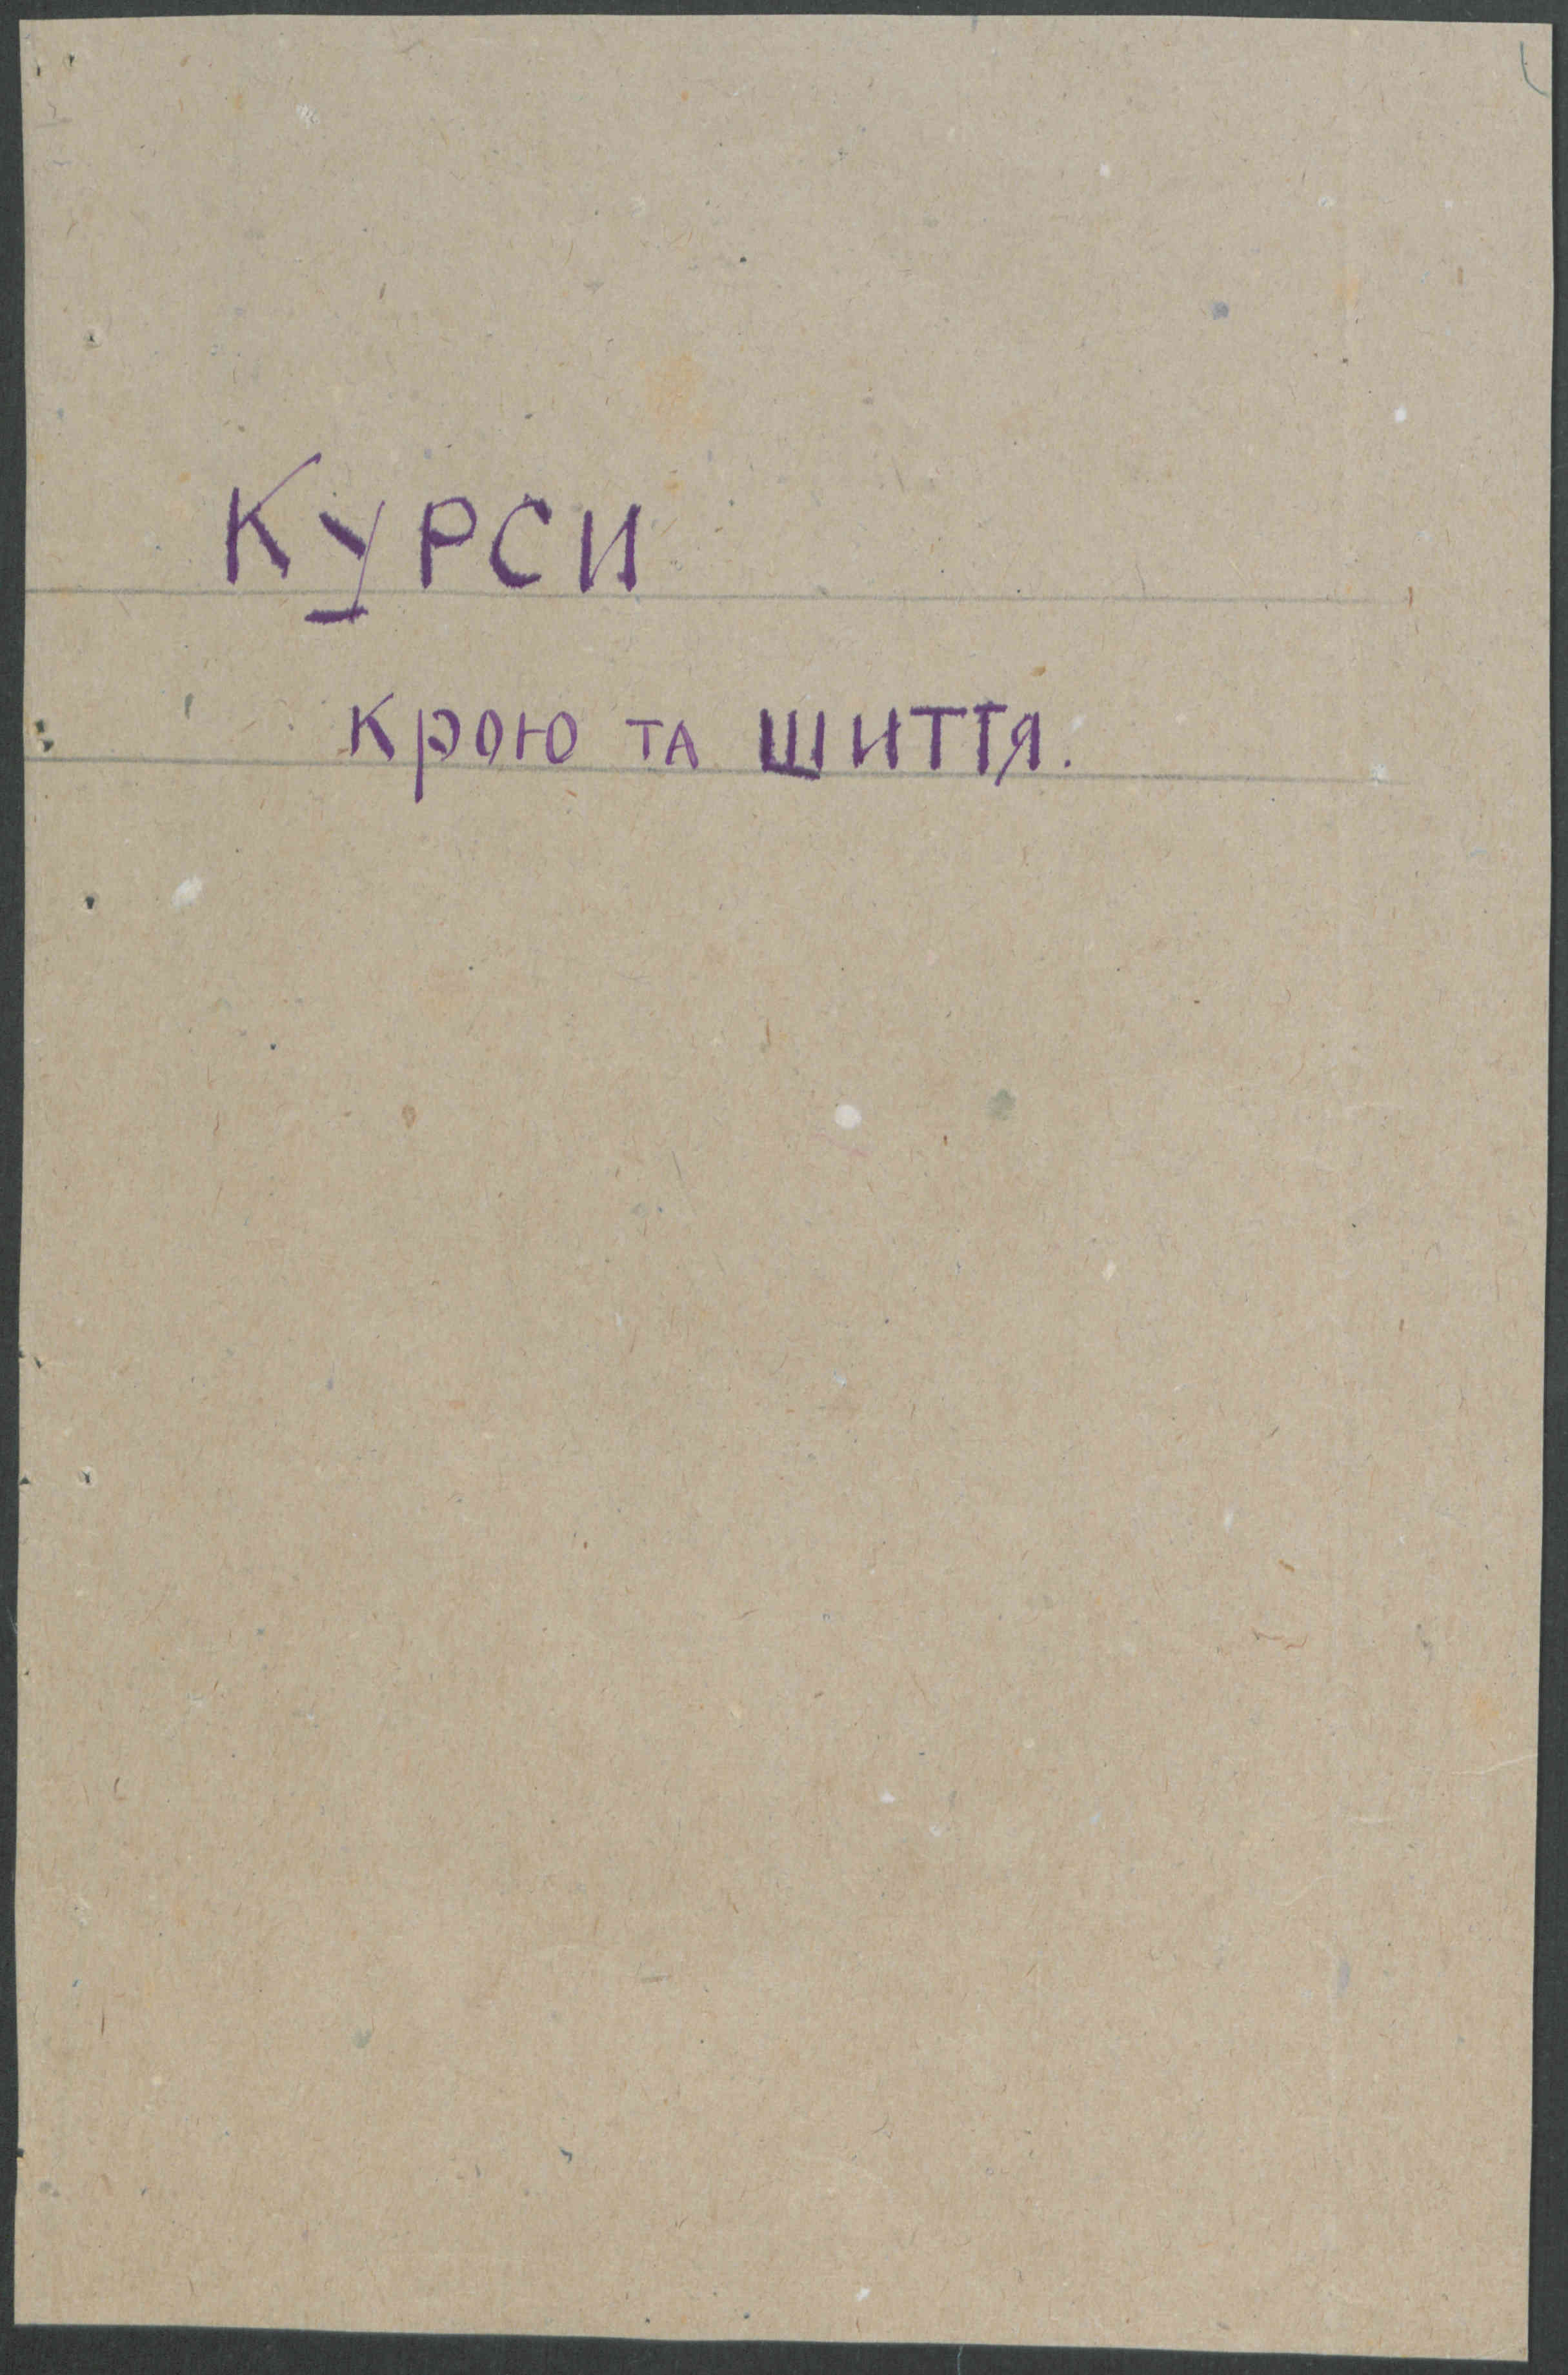 Курси
крою та шиття.